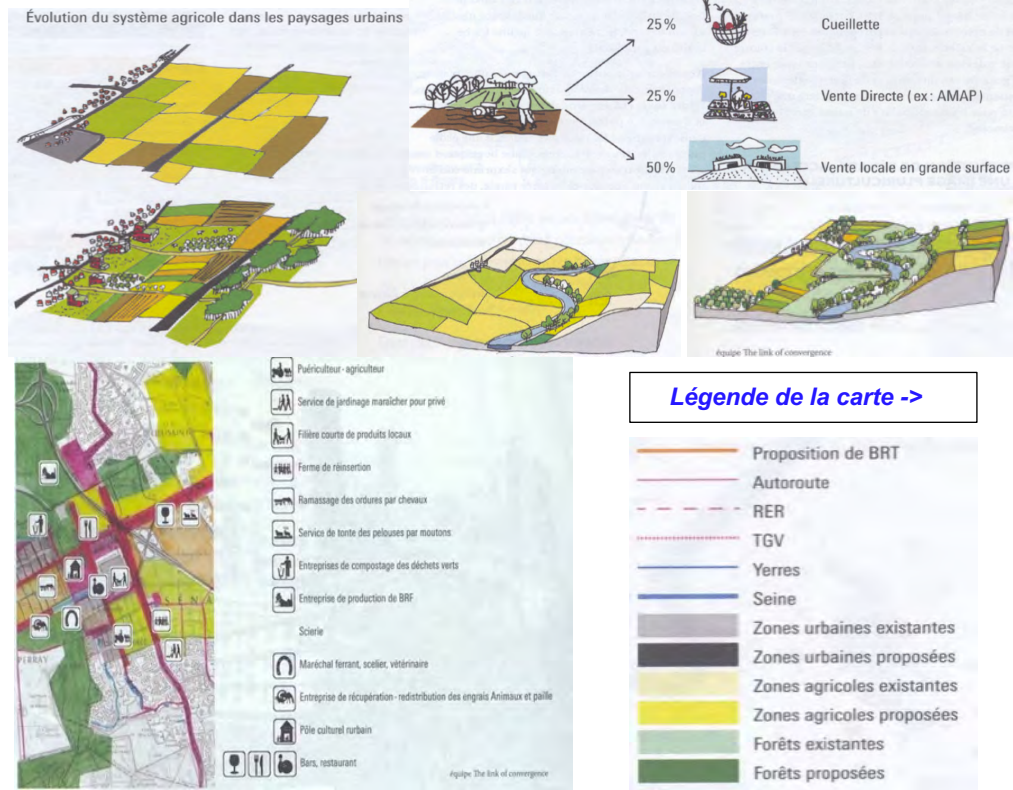 Évolution du système agricole dans les paysages urbains
25 %
Cueillette
25 %
Vente Directe ( ex : AMAP )
50 %
Vente locale en grande surface
équipe The link of convergence
Puériculteur - agriculteur
Service de jardinage maraîcher pour privé
Filière courte de produits locaux
Ferme de réinsertion
Ramassage des ordures par chevaux
Service de tonte des pelouses par moutons
Entreprises de compostage des déchets verts
Entreprise de production de BRF
Scierie
Maréchal ferrant, scelier, vétérinaire
Entreprise de récupération - redistribution des engrais Animaux et paille
Pôle culturel rurbain
Bars, restaurant
équipe The link of convergence
Légende de la carte ->
Proposition de BRT
Autoroute
RER
TGV
Yerres
Seine
Zones urbaines existantes
Zones urbaines proposées
Zones agricoles existantes
Zones agricoles proposées
Forêts existantes
Forêts proposées